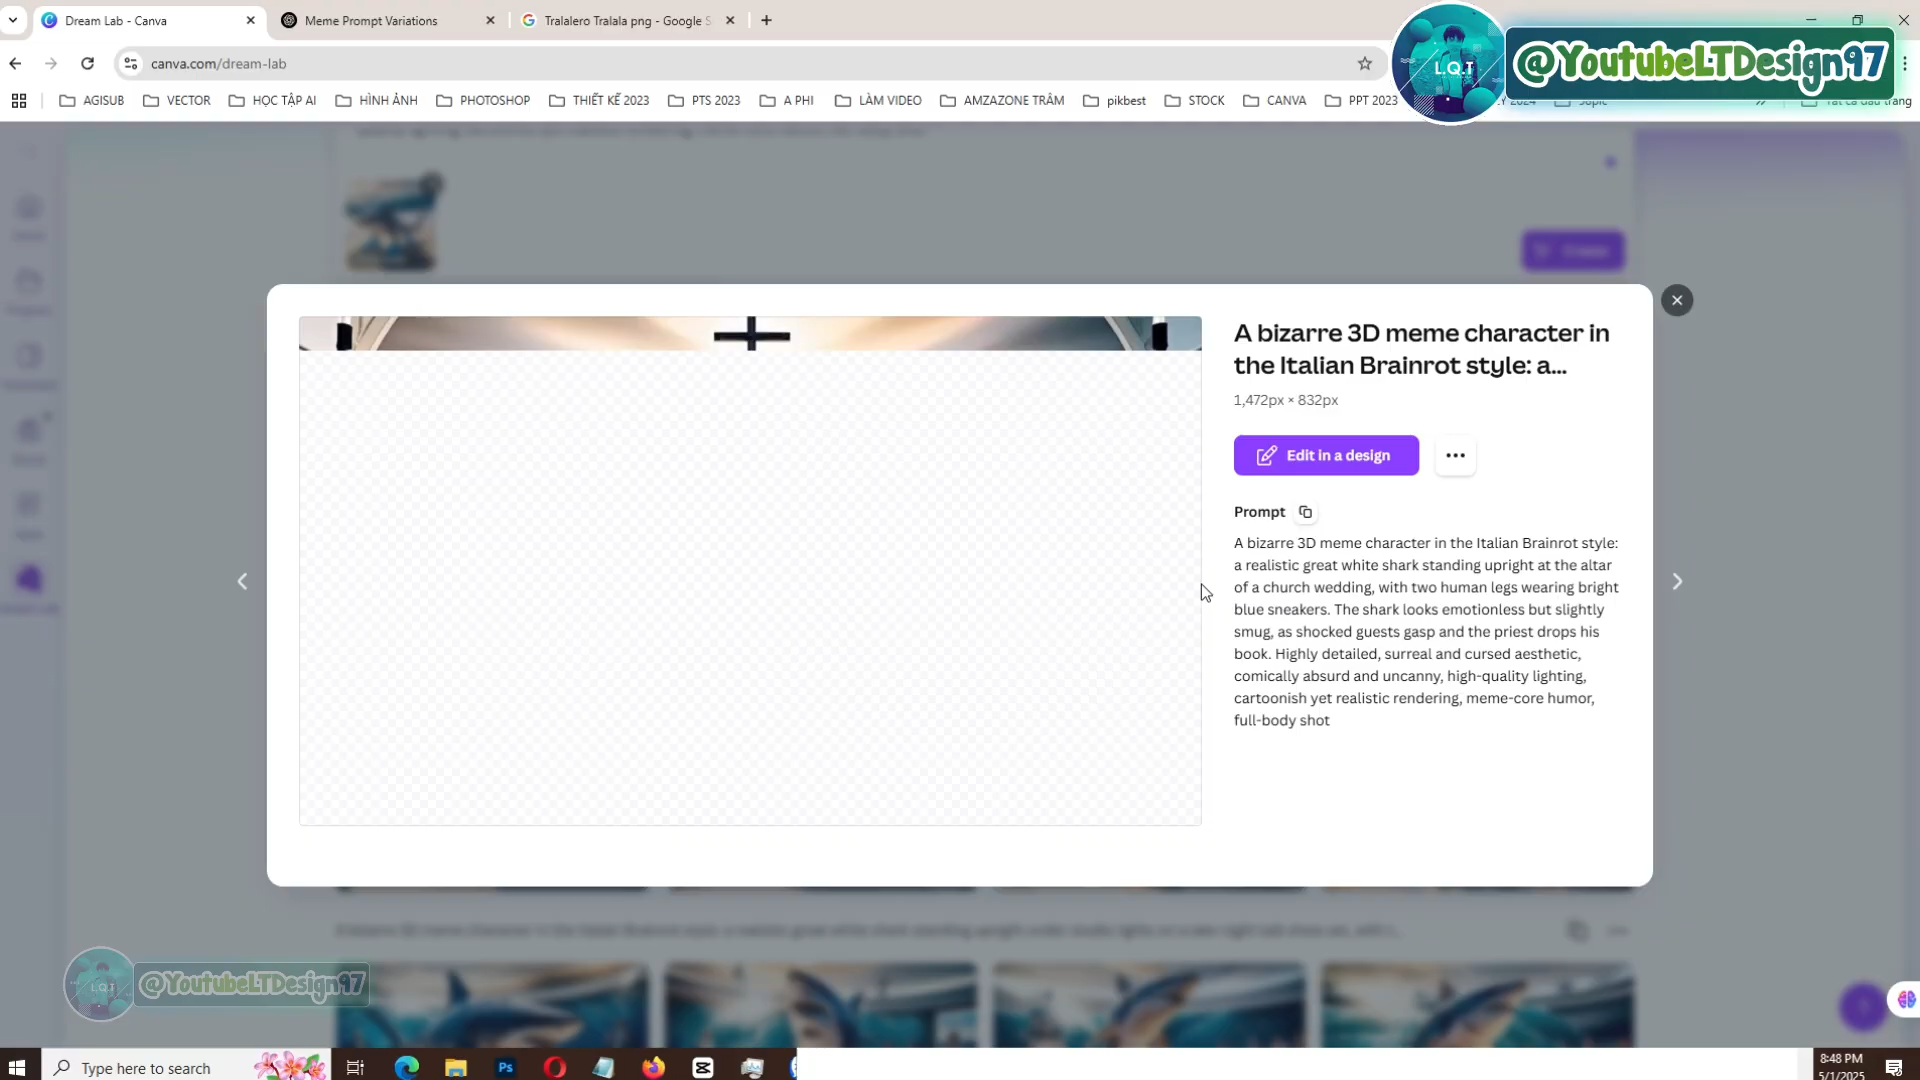 Dream Lab - Canva
Meme Prompt Variations
Tralalero Tralala png - Google S
canva.com/dream-lab
L.Q.T
@YoutubeLTDesign97
AGISUB
VECTOR
HỌC TẬP AI
HÌNH ẢNH
PHOTOSHOP
THIẾT KẾ 2023
PTS 2023
A PHI
LÀM VIDEO
AMZAZONE TRÂM
pikbest
STOCK
CANVA
PPT 2023
Tất cả dấu trang
A bizarre 3D meme character in
the Italian Brainrot style: a...
1,472px × 832px
Edit in a design
Prompt
A bizarre 3D meme character in the Italian Brainrot style:
a realistic great white shark standing upright at the altar
of a church wedding, with two human legs wearing bright
blue sneakers. The shark looks emotionless but slightly
smug, as shocked guests gasp and the priest drops his
book. Highly detailed, surreal and cursed aesthetic,
comically absurd and uncanny, high-quality lighting,
cartoonish yet realistic rendering, meme-core humor,
full-body shot
L.Q.T
@YoutubeLTDesign97
Type here to search
Ps
8:48 PM
5/1/2025